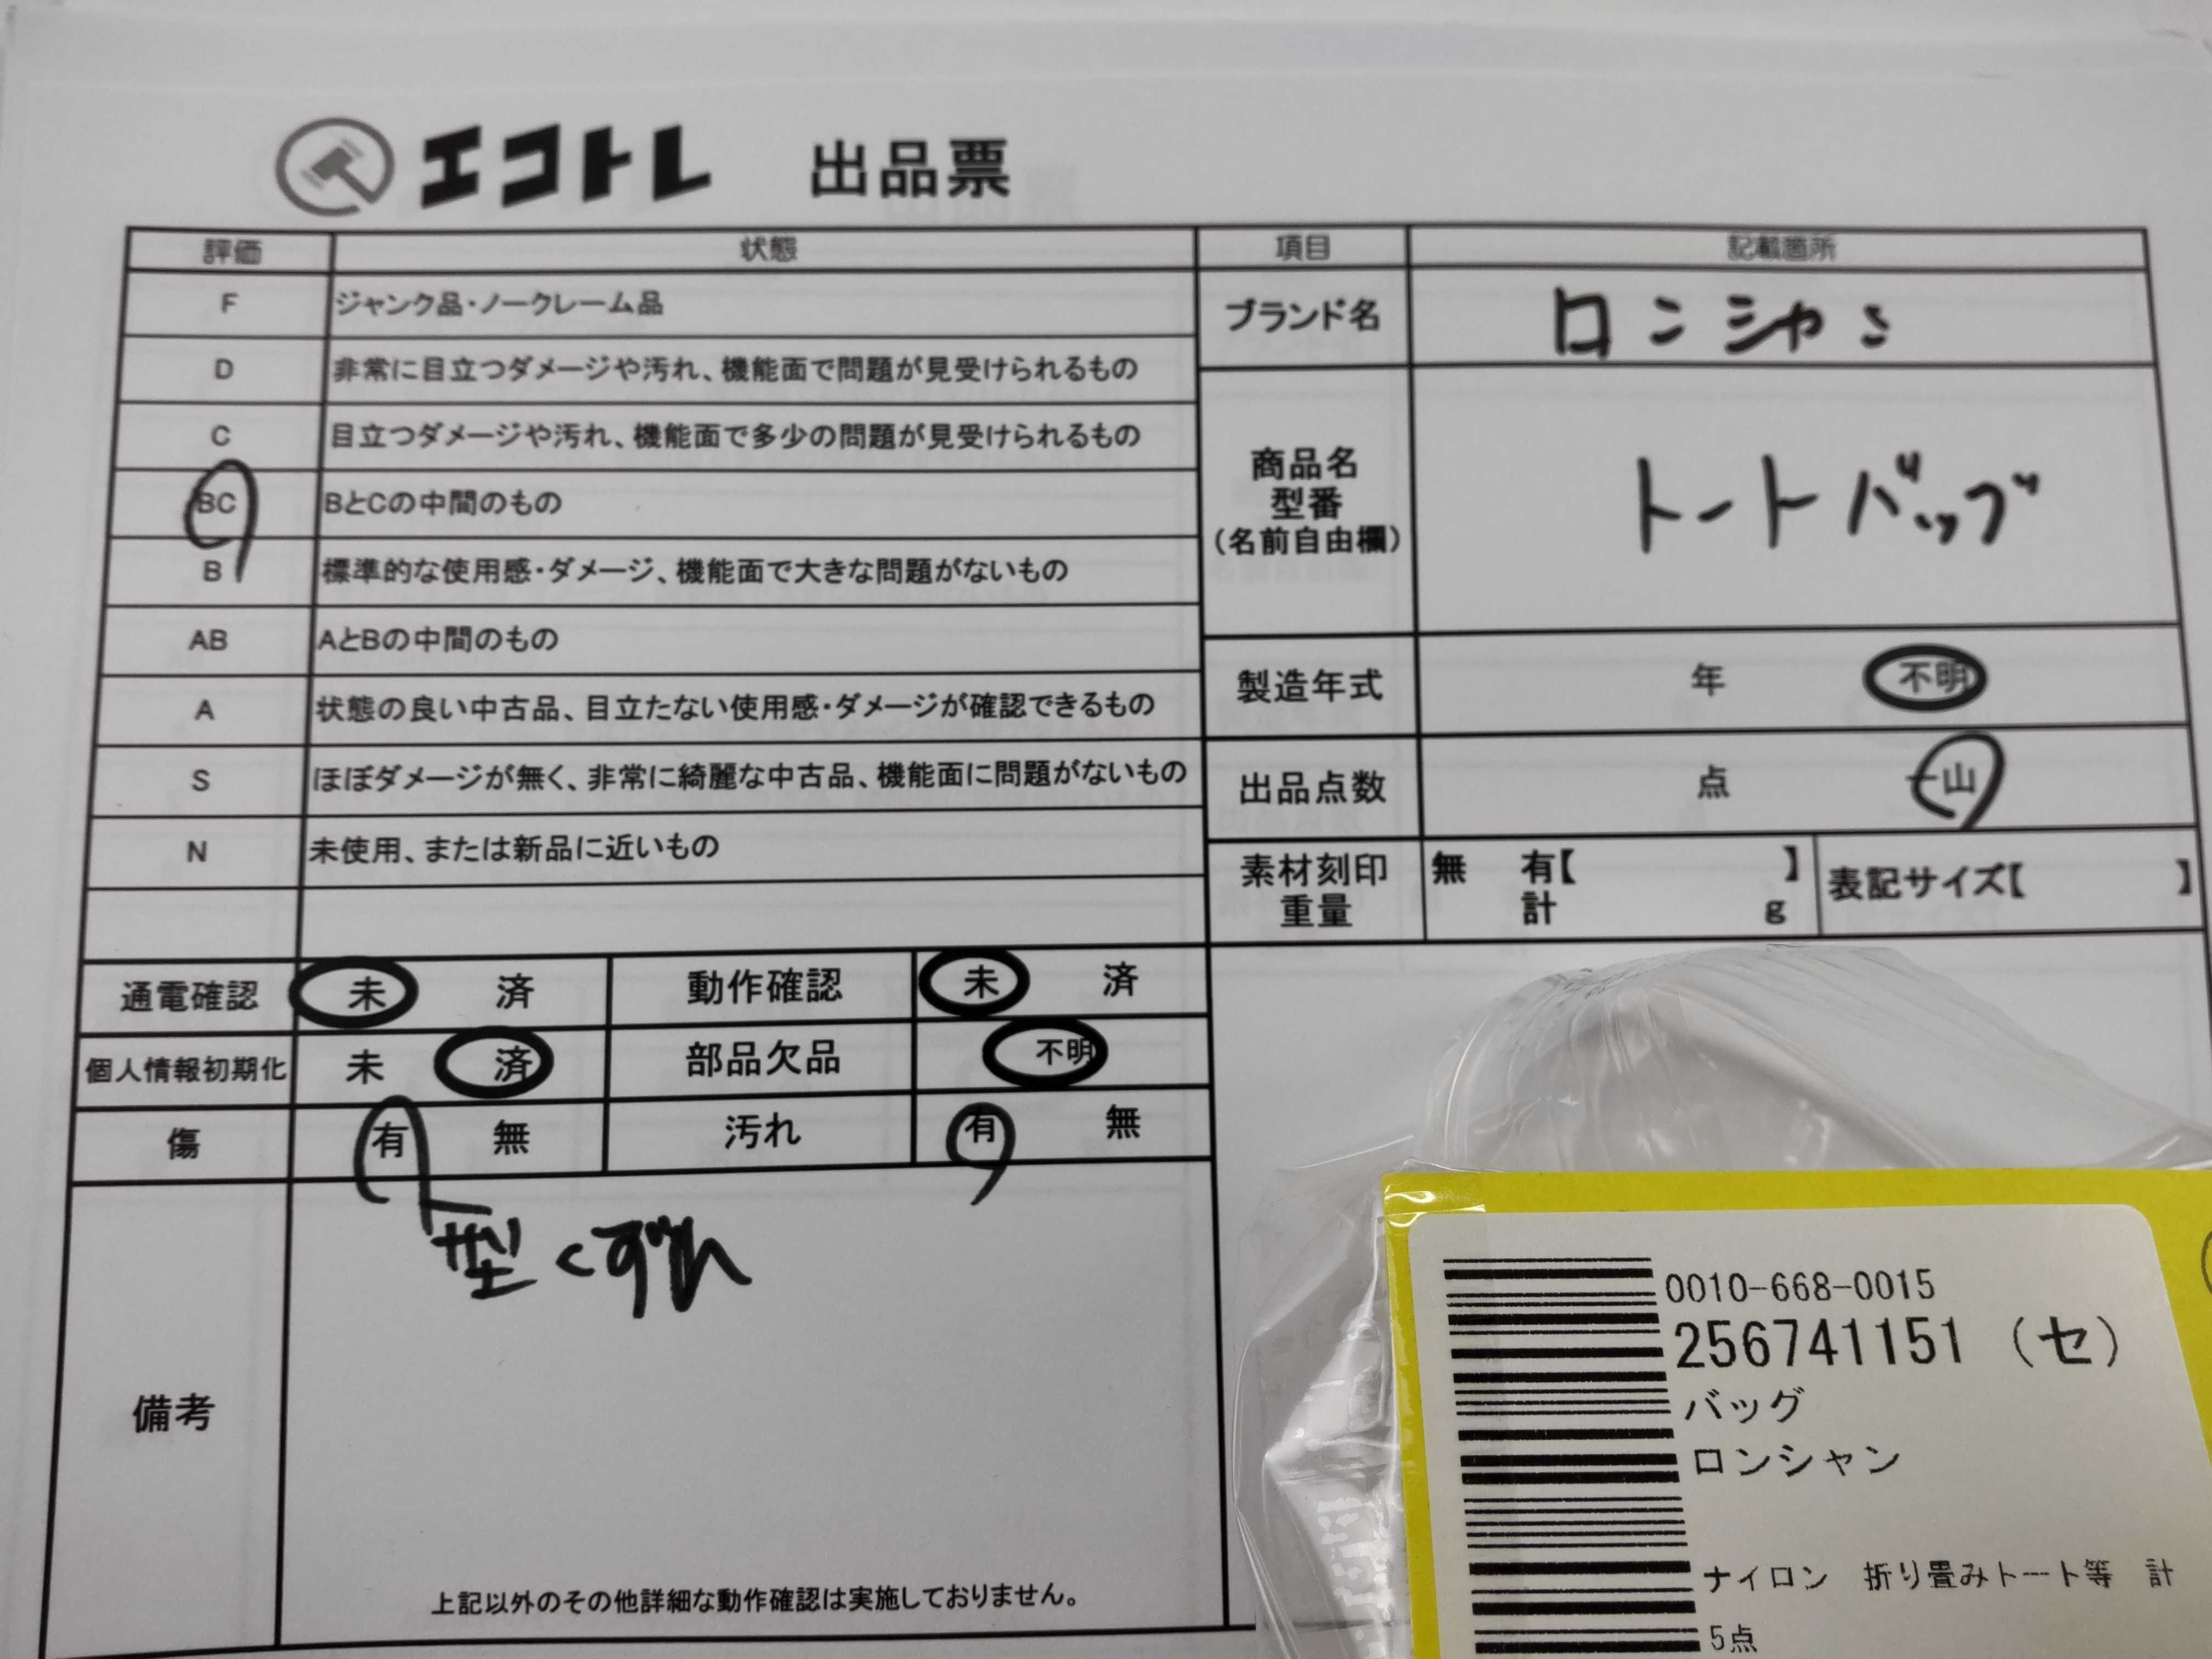 エコトレ 出品票
評価 状態 項目 記載箇所
F ジャンク品・ノークレーム品
D 非常に目立つダメージや汚れ、機能面で問題が見受けられるもの
C 目立つダメージや汚れ、機能面で多少の問題が見受けられるもの
BC BとCの中間のもの
B 標準的な使用感・ダメージ、機能面で大きな問題がないもの
AB AとBの中間のもの
A 状態の良い中古品、目立たない使用感・ダメージが確認できるもの
S ほぼダメージが無く、非常に綺麗な中古品、機能面に問題がないもの
N 未使用、または新品に近いもの
ブランド名 ロンシャン
商品名
型番
(名前自由欄)
トートバッグ
製造年式 年 不明
出品点数 点 一山
素材刻印 無 有【 】 表記サイズ【 】
重量 計 g
通電確認 未 済 動作確認 未 済
個人情報初期化 未 済 部品欠品 不明
傷 有 無 汚れ 有 無
備考
型くずれ
上記以外のその他詳細な動作確認は実施しておりません。
0010-668-0015
256741151 (セ)
バッグ
ロンシャン
ナイロン 折り畳みトート等 計
5点